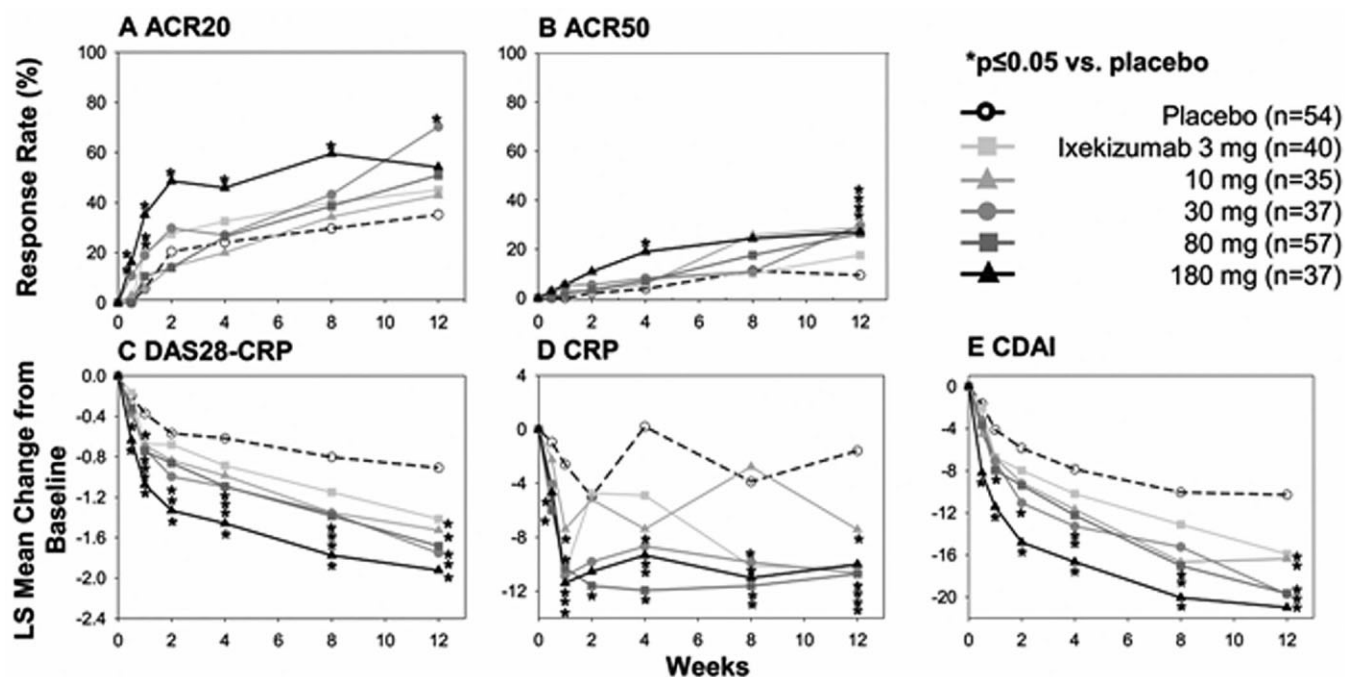 A ACR20
B ACR50
Response Rate (%)
100
80
60
40
20
0
0 2 4 6 8 10 12
100
80
60
40
20
0
0 2 4 6 8 10 12
*p≤0.05 vs. placebo
Placebo (n=54)
Ixekizumab 3 mg (n=40)
10 mg (n=35)
30 mg (n=37)
80 mg (n=57)
180 mg (n=37)
C DAS28-CRP
D CRP
E CDAI
LS Mean Change from
Baseline
0.0
-0.4
-0.8
-1.2
-1.6
-2.0
-2.4
0 2 4 6 8 10 12
4
0
-4
-8
-12
0 2 4 6 8 10 12
0
-4
-8
-12
-16
-20
0 2 4 6 8 10 12
Weeks